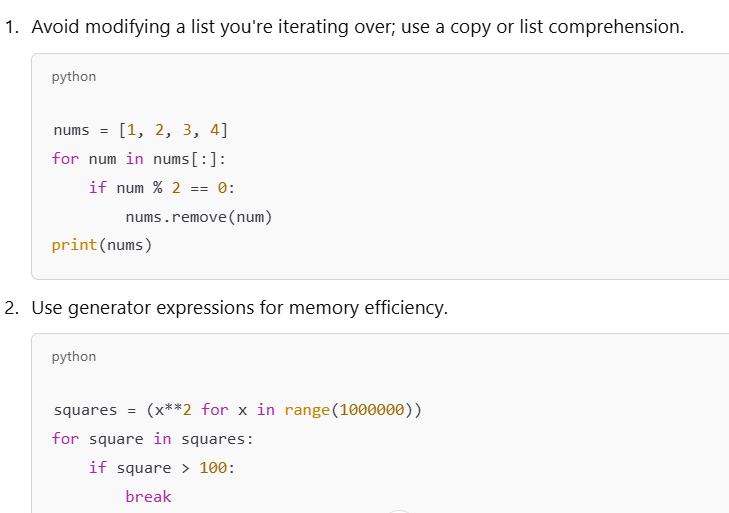 1. Avoid modifying a list you're iterating over; use a copy or list comprehension.
python
nums = [1, 2, 3, 4]
for num in nums[:]:
    if num % 2 == 0:
        nums.remove(num)
print(nums)
2. Use generator expressions for memory efficiency.
python
squares = (x**2 for x in range(1000000))
for square in squares:
    if square > 100:
        break